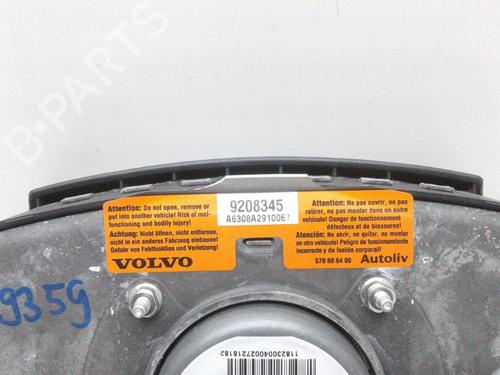 B-PARTS
Attention: Do not open, remove or
put into another vehicle! Risk of mal-
functioning and bodily injury!
Achtung: Nicht öffnen, nicht entfernen,
nicht in ein anderes Fahrzeug einbauen!
Gefahr von Fehlfunktion und Verletzung!
VOLVO
9208345
A6308A2910067
Attention: Ne pas ouvrir, ne pas
retirer, ne pas monter dans un autre
vehicule! Danger de fonctionnement
défecteux et de blessures!
Atención: No abrir, no quitar, no montar
en otro vehículo! Peligro de funcionamiento
incorrecto y de lesión corporal!
570 60 64 00 Autoliv
9359
1182300400272 18182